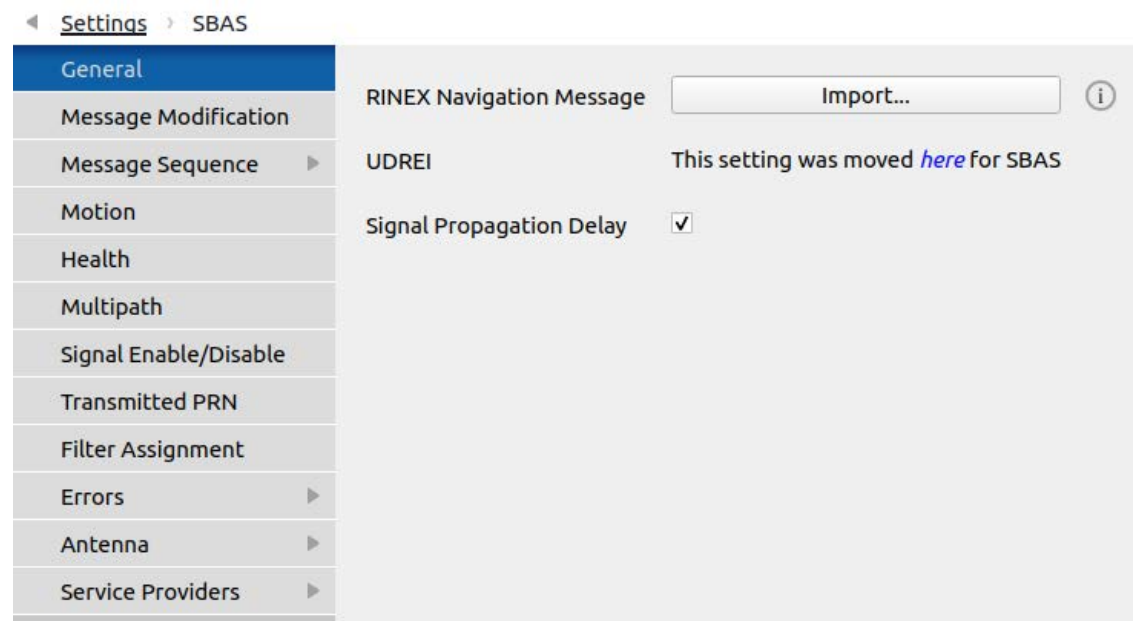 Settings › SBAS
General
Message Modification
Message Sequence
Motion
Health
Multipath
Signal Enable/Disable
Transmitted PRN
Filter Assignment
Errors
Antenna
Service Providers
RINEX Navigation Message Import...
UDREI This setting was moved here for SBAS
Signal Propagation Delay